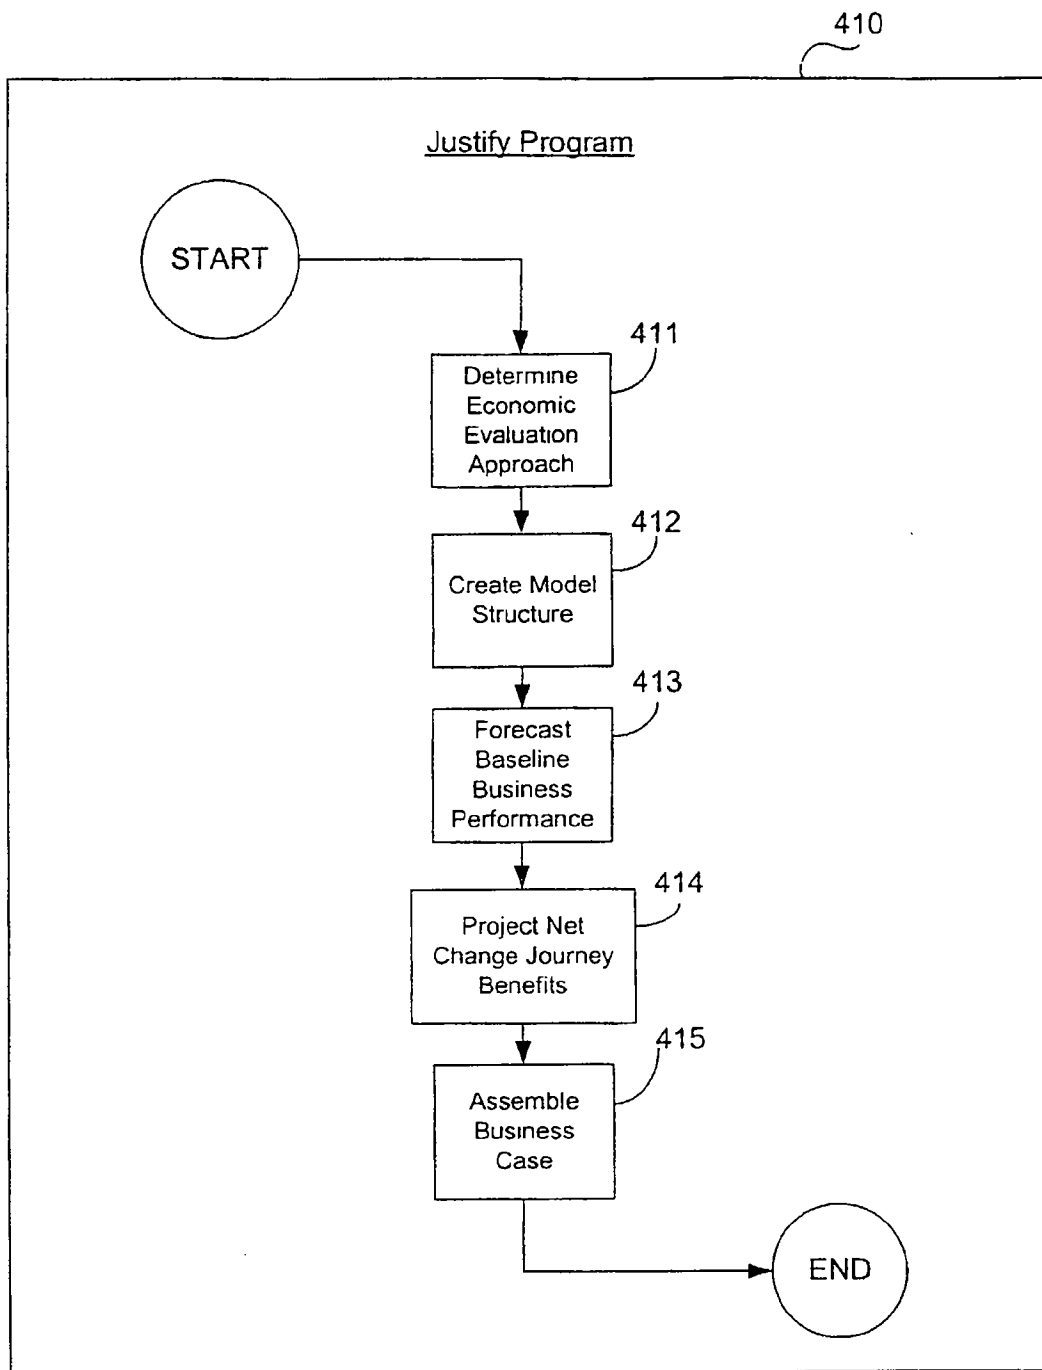 410
Justify Program
START
411
Determine
Economic
Evaluation
Approach
412
Create Model
Structure
413
Forecast
Baseline
Business
Performance
414
Project Net
Change Journey
Benefits
415
Assemble
Business
Case
END